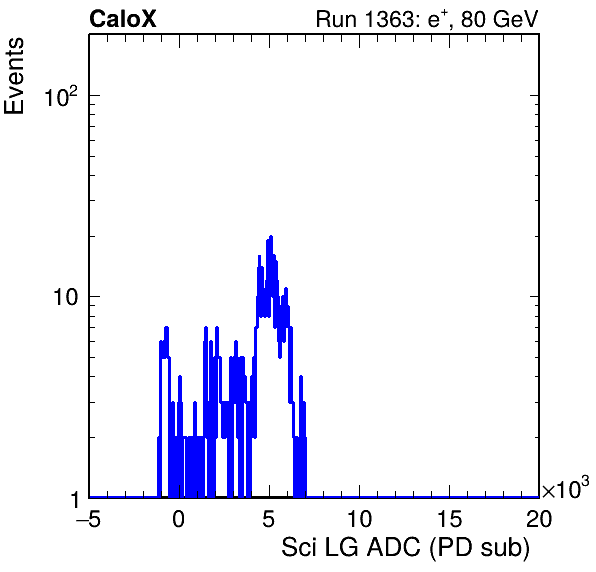 CaloX Run 1363: e⁺, 80 GeV
Events
10²
10
1
−5 0 5 10 15 20 ×10³
Sci LG ADC (PD sub)